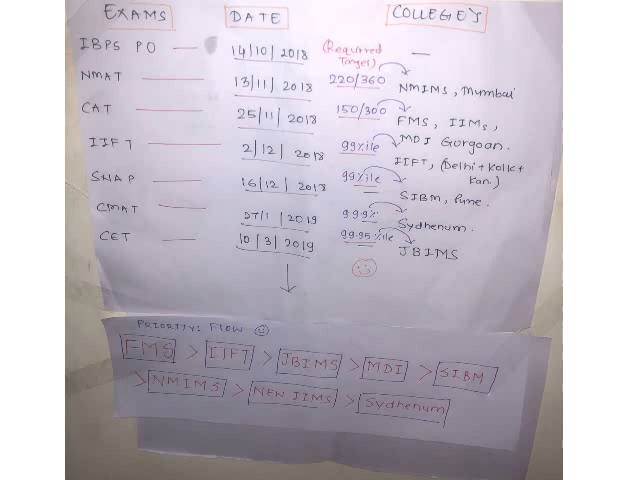 EXAMS DATE COLLEGE'S
IBPS PO — 14/10/2018 (Required Target) —
NMAT — 13/11/2018 220/360 NMIMS, Mumbai
CAT — 25/11/2018 150/300 FMS, IIMs,
MDI Gurgoan.
IIFT — 2/12/2018 99%ile IIFT, (Delhi + Kolk + Kan.)
SNAP — 16/12/2018 99%ile SIBM, Pune.
CMAT — 27/1/2019 99.9% Sydhenum.
CET — 10/3/2019 99.95%ile JBIMS
PRIORITY: FLOW
FMS > IIFT > JBIMS > MDI > SIBM
> NMIMS > NEW IIMS > Sydhenum